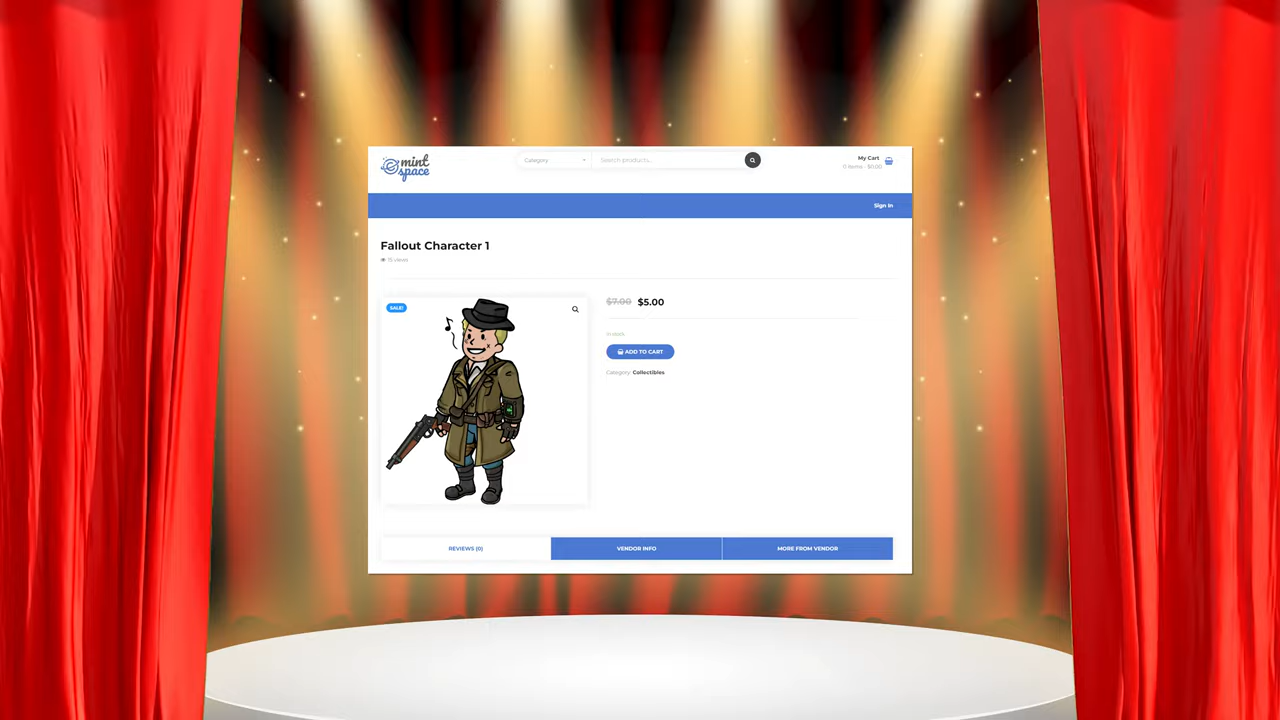 mint
space
Category
Search products...
My Cart
0 items - $0.00
Sign In
Fallout Character 1
15 views
SALE!
$7.00 $5.00
In stock
ADD TO CART
Category: Collectibles
REVIEWS (0)
VENDOR INFO
MORE FROM VENDOR